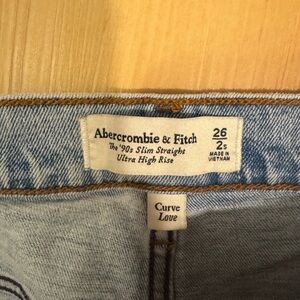 Abercrombie & Fitch
The '90s Slim Straight
Ultra High Rise
26
2s
MADE IN
VIETNAM
Curve
Love